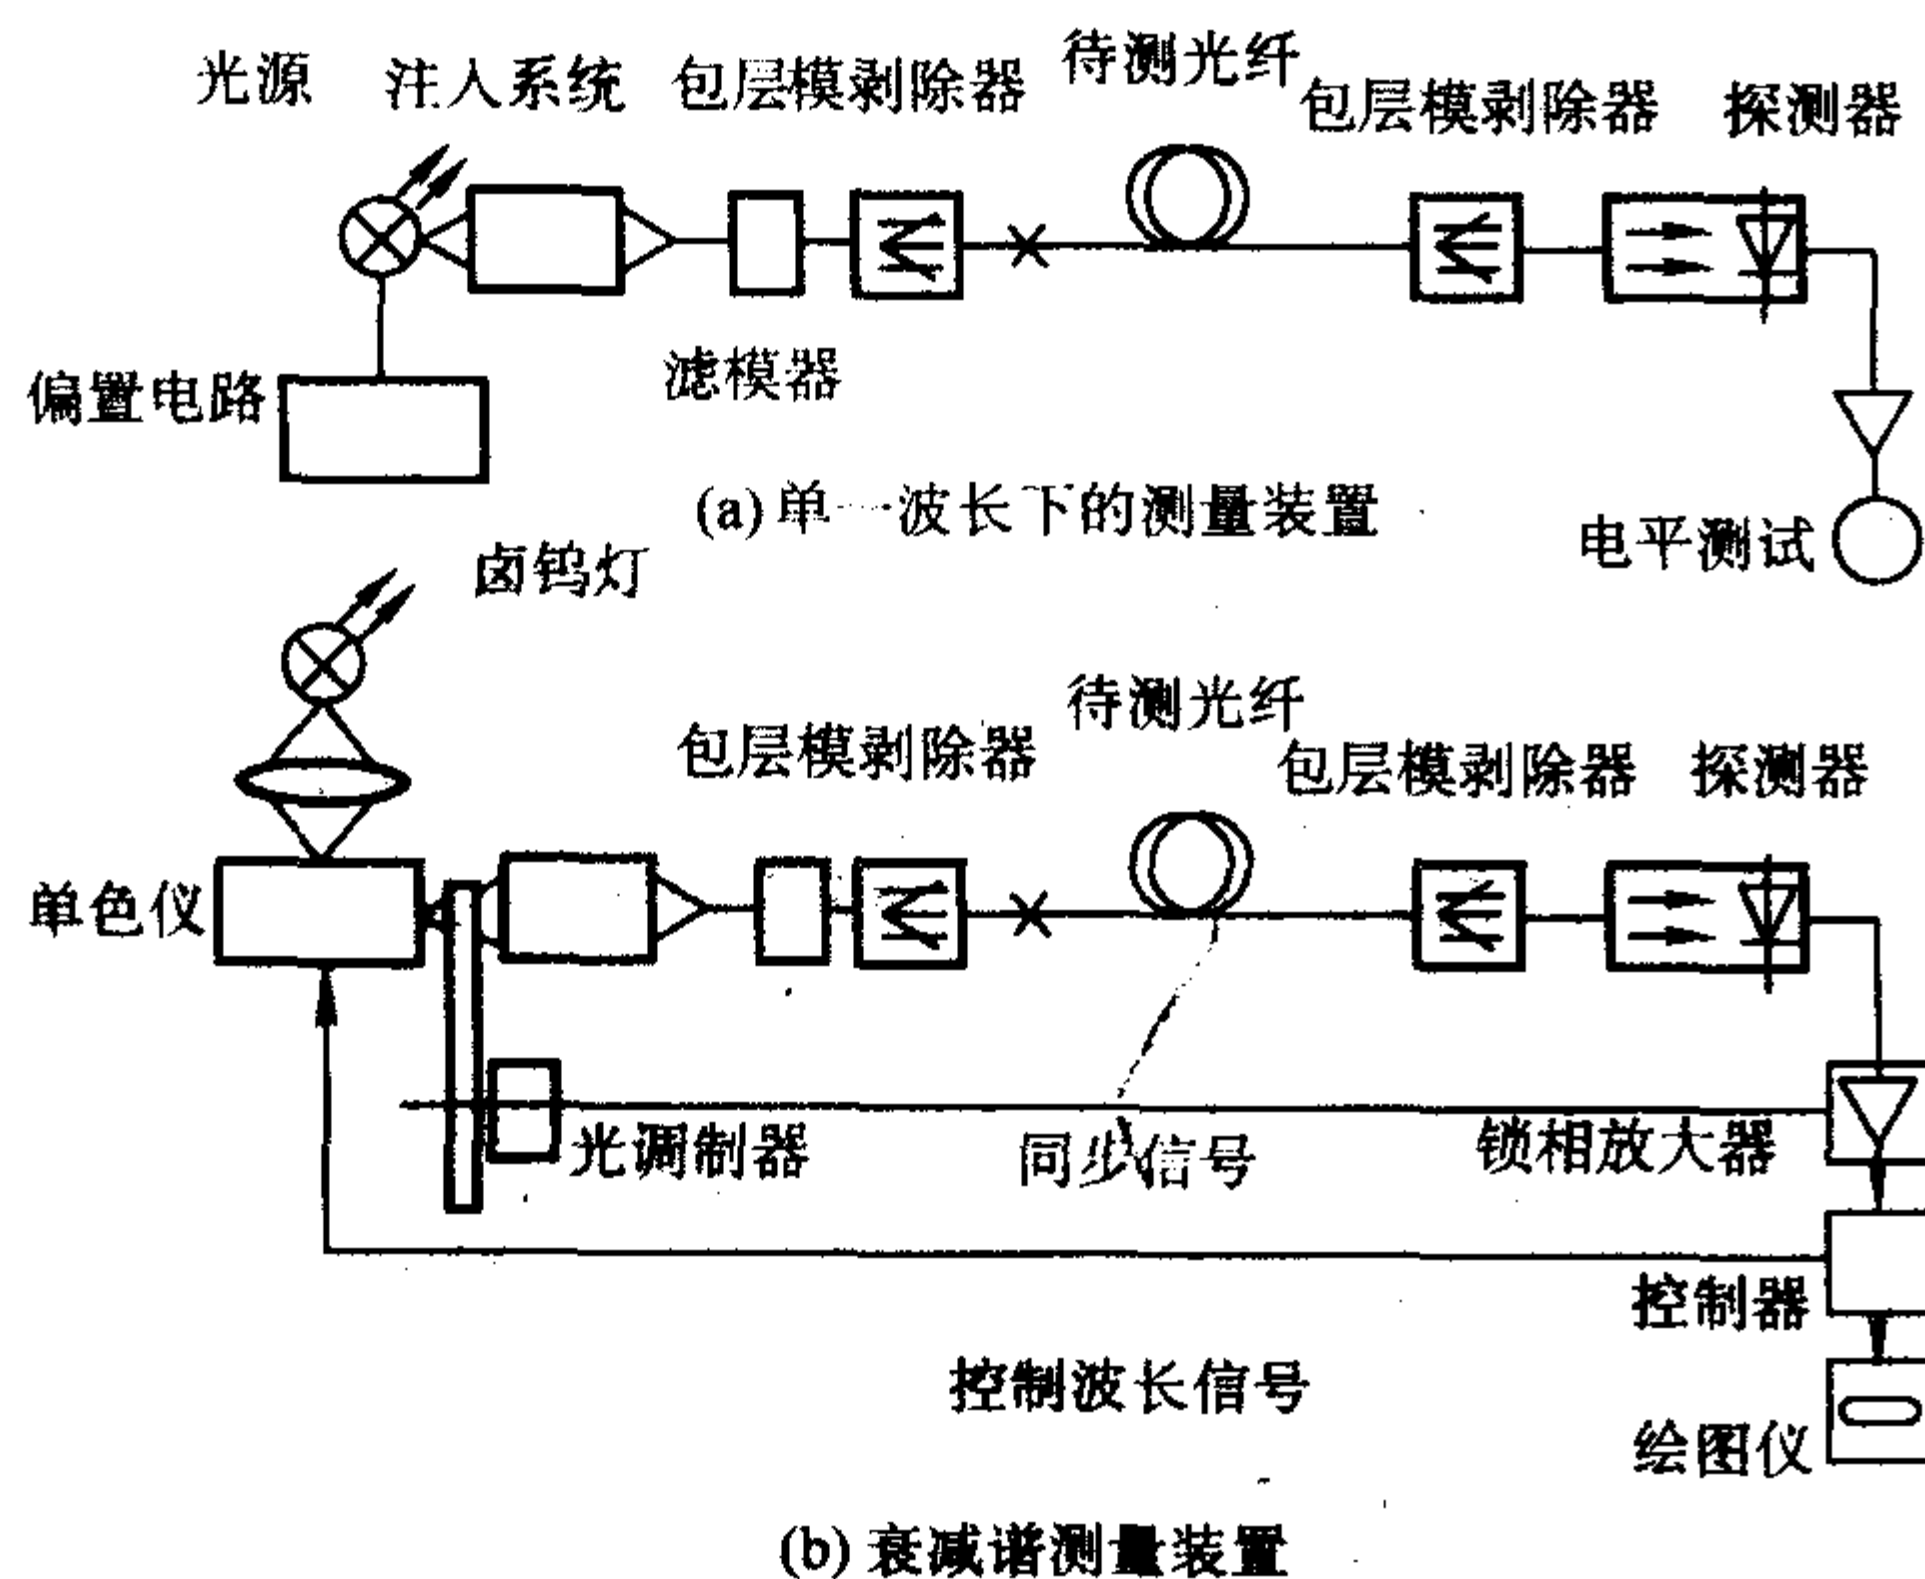 光源
注入系统
包层模剥除器
待测光纤
包层模剥除器
探测器
偏置电路
滤模器
(a) 单一波长下的测量装置
电平测试
卤钨灯
包层模剥除器
待测光纤
包层模剥除器
探测器
单色仪
光调制器
同步信号
锁相放大器
控制器
控制波长信号
绘图仪
(b) 衰减谱测量装置